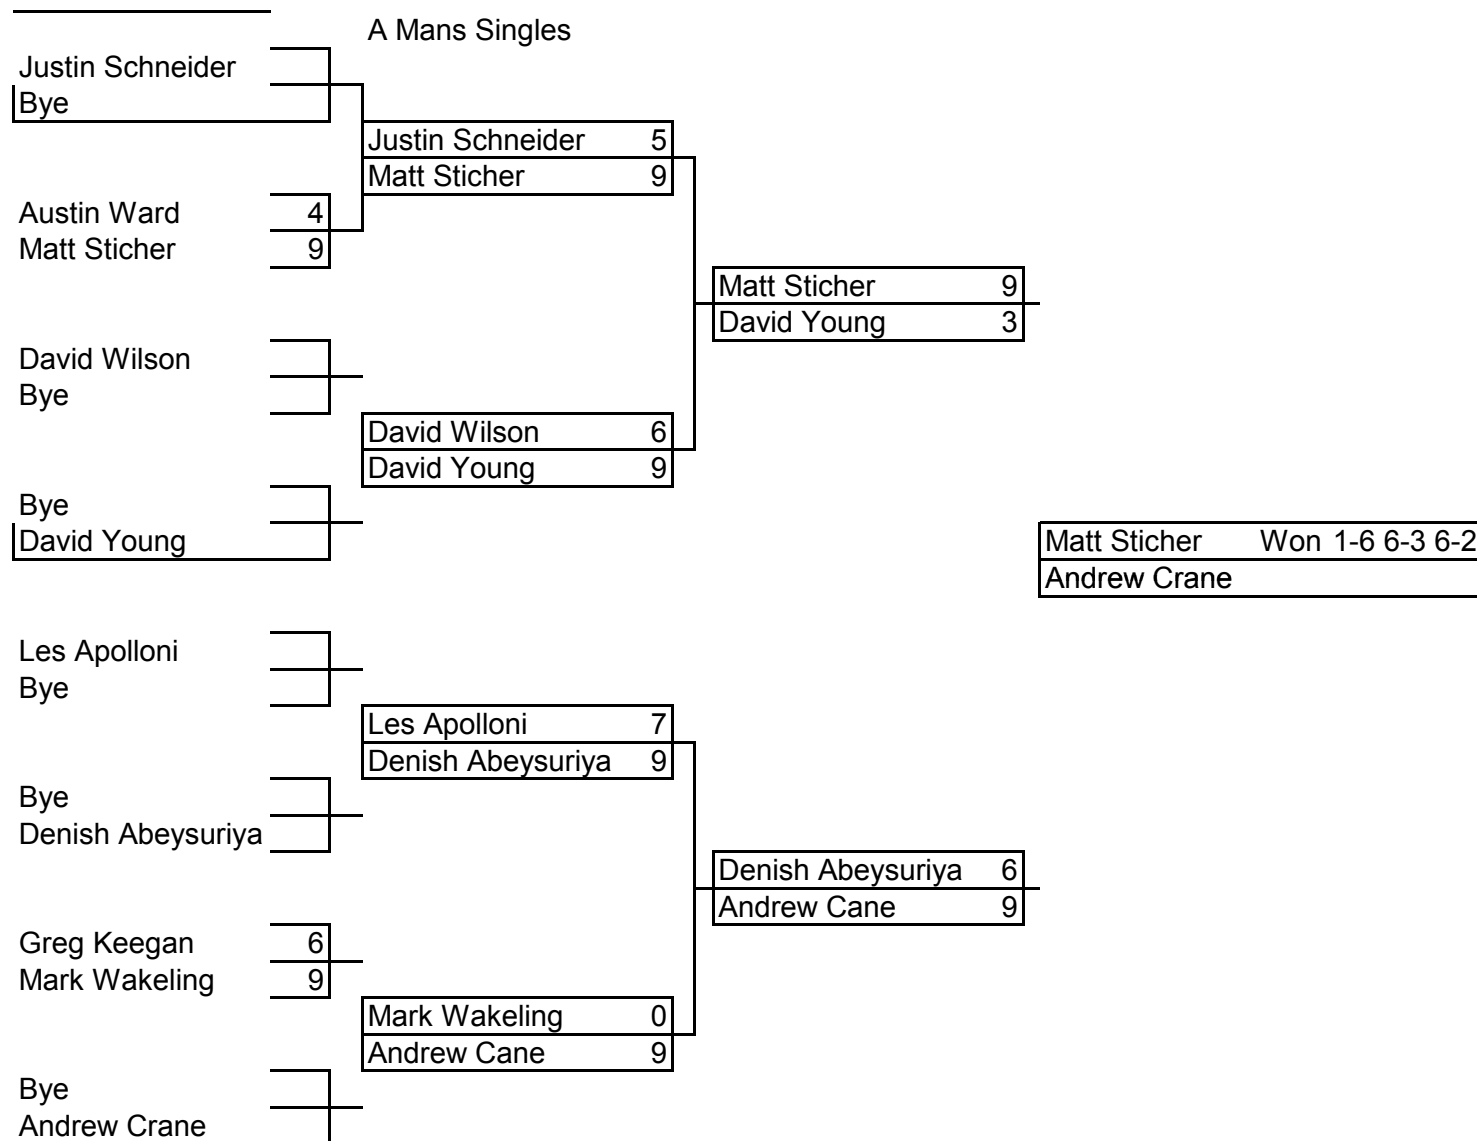 A Mans Singles
Justin Schneider
Bye
Justin Schneider 5
Matt Sticher 9
Austin Ward 4
Matt Sticher 9
Matt Sticher 9
David Young 3
David Wilson
Bye
David Wilson 6
David Young 9
Bye
David Young
Matt Sticher Won 1-6 6-3 6-2
Andrew Crane
Les Apolloni
Bye
Les Apolloni 7
Denish Abeysuriya 9
Bye
Denish Abeysuriya
Denish Abeysuriya 6
Andrew Cane 9
Greg Keegan 6
Mark Wakeling 9
Mark Wakeling 0
Andrew Cane 9
Bye
Andrew Crane